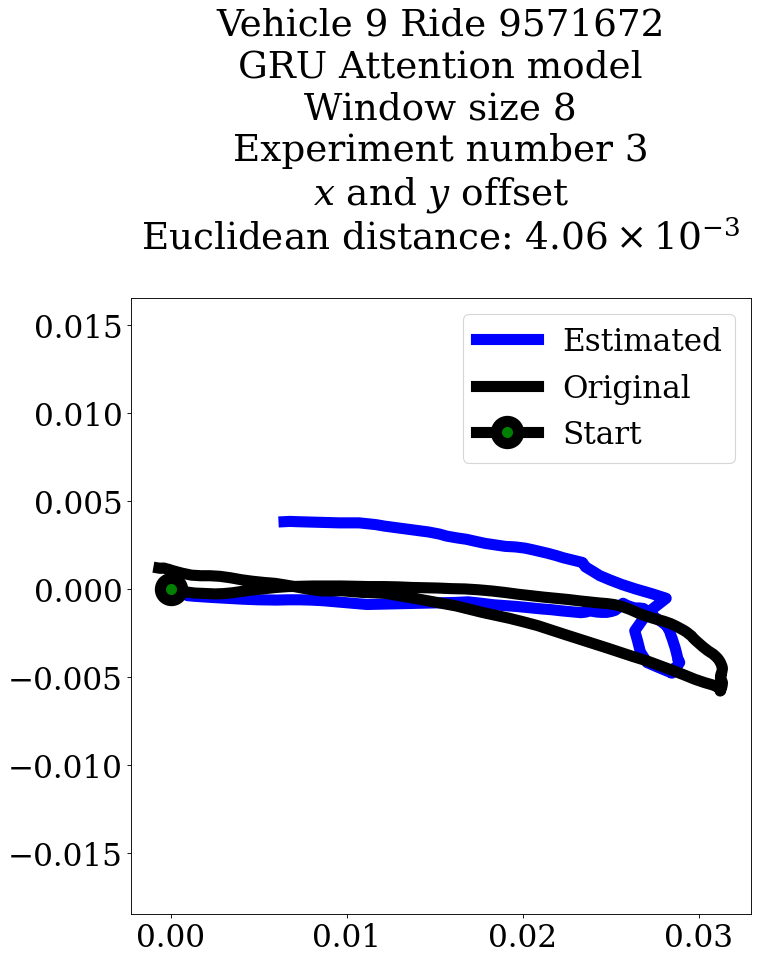 Vehicle 9 Ride 9571672
GRU Attention model
Window size 8
Experiment number 3
x and y offset
Euclidean distance: 4.06 × 10⁻³
Estimated
Original
Start
0.015
0.010
0.005
0.000
−0.005
−0.010
−0.015
0.00 0.01 0.02 0.03